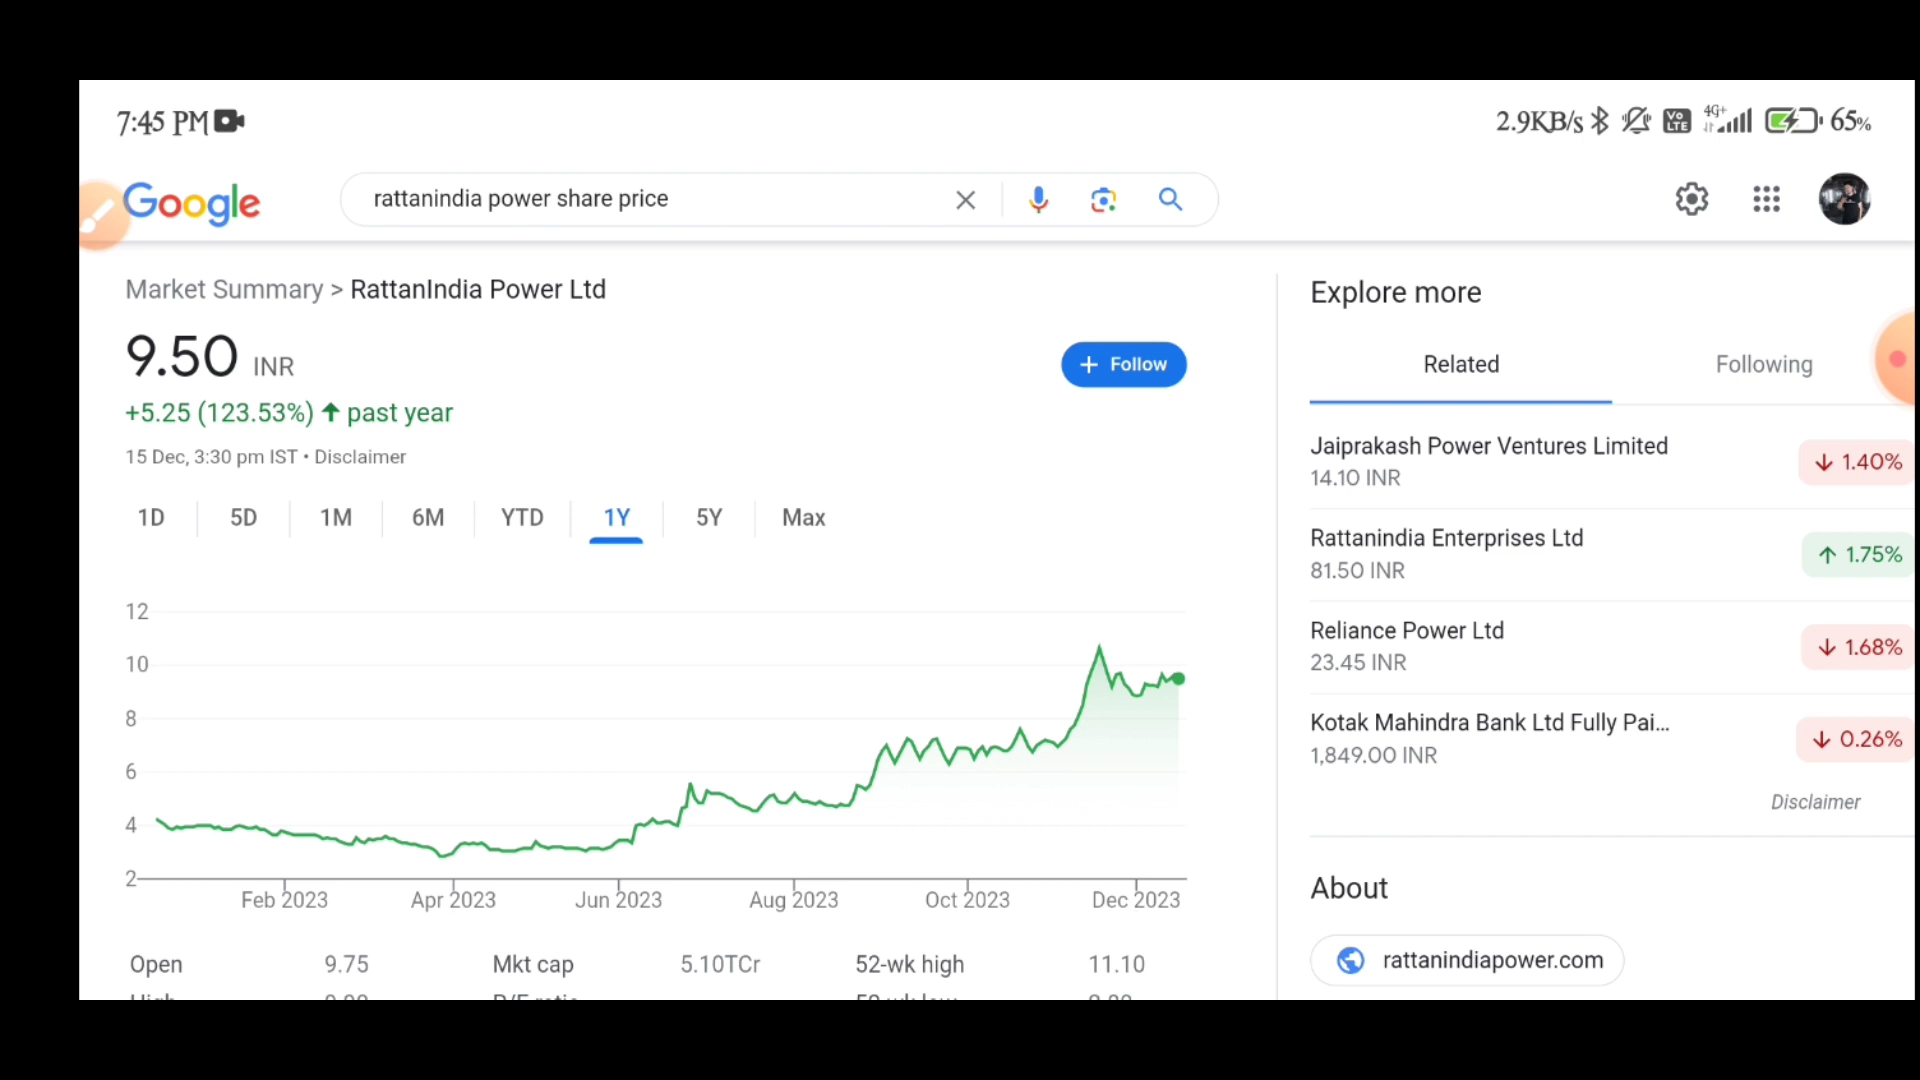 7:45 PM
2.9KB/s VoLTE 4G+ 65%
Google
rattanindia power share price
Market Summary > RattanIndia Power Ltd
9.50 INR
+ Follow
+5.25 (123.53%) ↑ past year
15 Dec, 3:30 pm IST • Disclaimer
1D 5D 1M 6M YTD 1Y 5Y Max
12
10
8
6
4
2
Feb 2023 Apr 2023 Jun 2023 Aug 2023 Oct 2023 Dec 2023
Open 9.75 Mkt cap 5.10TCr 52-wk high 11.10
Explore more
Related Following
Jaiprakash Power Ventures Limited
14.10 INR
↓ 1.40%
Rattanindia Enterprises Ltd
81.50 INR
↑ 1.75%
Reliance Power Ltd
23.45 INR
↓ 1.68%
Kotak Mahindra Bank Ltd Fully Pai...
1,849.00 INR
↓ 0.26%
Disclaimer
About
rattanindiapower.com